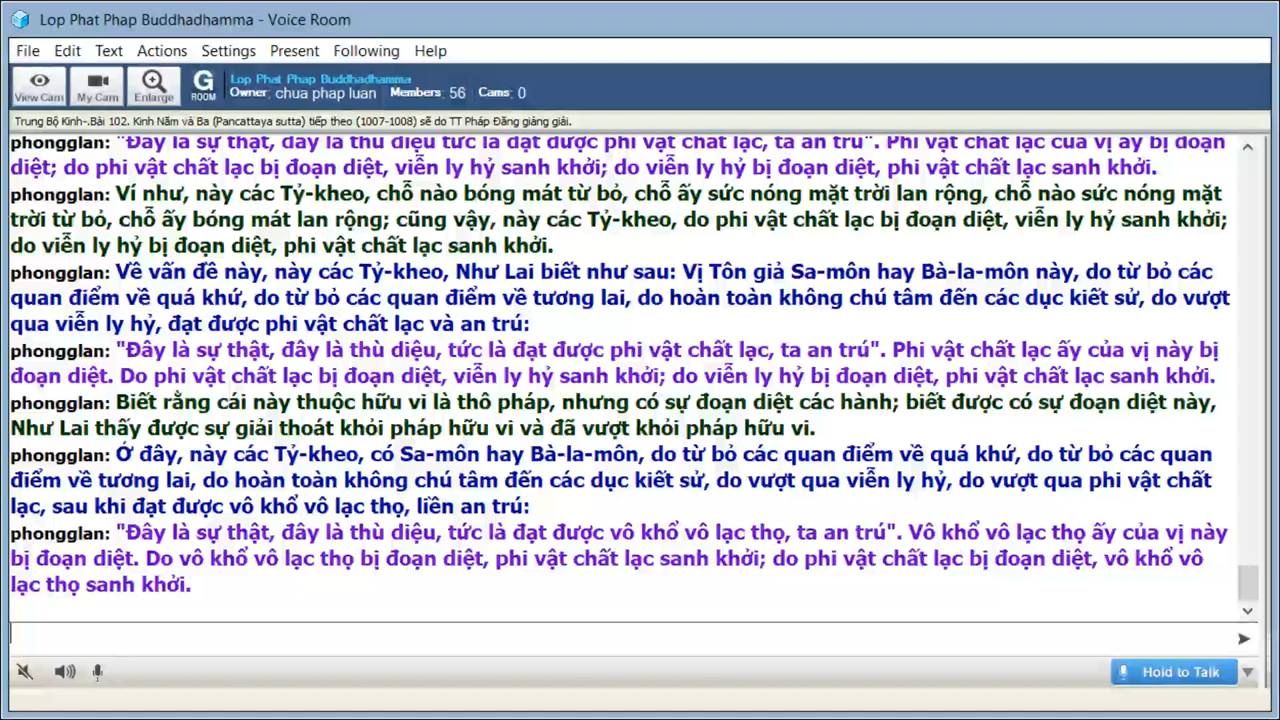 Lop Phat Phap Buddhadhamma - Voice Room
File Edit Text Actions Settings Present Following Help
View Cam My Cam Enlarge G ROOM
Lop Phat Phap Buddhadhamma
Owner: chua phap luan Members: 56 Cams: 0
Trung Bộ Kinh-.Bài 102. Kinh Năm và Ba (Pancattaya sutta) tiếp theo (1007-1008) sẽ do TT Pháp Đăng giảng giải.
phongglan: "Đây là sự thật, đây là thù diệu tức là đạt được phi vật chất lạc, ta an trú". Phi vật chất lạc của vị ấy bị đoạn
diệt; do phi vật chất lạc bị đoạn diệt, viễn ly hỷ sanh khởi; do viễn ly hỷ bị đoạn diệt, phi vật chất lạc sanh khởi.
phongglan: Ví như, này các Tỷ-kheo, chỗ nào bóng mát từ bỏ, chỗ ấy sức nóng mặt trời lan rộng, chỗ nào sức nóng mặt
trời từ bỏ, chỗ ấy bóng mát lan rộng; cũng vậy, này các Tỷ-kheo, do phi vật chất lạc bị đoạn diệt, viễn ly hỷ sanh khởi;
do viễn ly hỷ bị đoạn diệt, phi vật chất lạc sanh khởi.
phongglan: Về vấn đề này, này các Tỷ-kheo, Như Lai biết như sau: Vị Tôn giả Sa-môn hay Bà-la-môn này, do từ bỏ các
quan điểm về quá khứ, do từ bỏ các quan điểm về tương lai, do hoàn toàn không chú tâm đến các dục kiết sử, do vượt
qua viễn ly hỷ, đạt được phi vật chất lạc và an trú:
phongglan: "Đây là sự thật, đây là thù diệu, tức là đạt được phi vật chất lạc, ta an trú". Phi vật chất lạc ấy của vị này bị
đoạn diệt. Do phi vật chất lạc bị đoạn diệt, viễn ly hỷ sanh khởi; do viễn ly hỷ bị đoạn diệt, phi vật chất lạc sanh khởi.
phongglan: Biết rằng cái này thuộc hữu vi là thô pháp, nhưng có sự đoạn diệt các hành; biết được có sự đoạn diệt này,
Như Lai thấy được sự giải thoát khỏi pháp hữu vi và đã vượt khỏi pháp hữu vi.
phongglan: Ở đây, này các Tỷ-kheo, có Sa-môn hay Bà-la-môn, do từ bỏ các quan điểm về quá khứ, do từ bỏ các quan
điểm về tương lai, do hoàn toàn không chú tâm đến các dục kiết sử, do vượt qua viễn ly hỷ, do vượt qua phi vật chất
lạc, sau khi đạt được vô khổ vô lạc thọ, liền an trú:
phongglan: "Đây là sự thật, đây là thù diệu, tức là đạt được vô khổ vô lạc thọ, ta an trú". Vô khổ vô lạc thọ ấy của vị này
bị đoạn diệt. Do vô khổ vô lạc thọ bị đoạn diệt, phi vật chất lạc sanh khởi; do phi vật chất lạc bị đoạn diệt, vô khổ vô
lạc thọ sanh khởi.
Hold to Talk